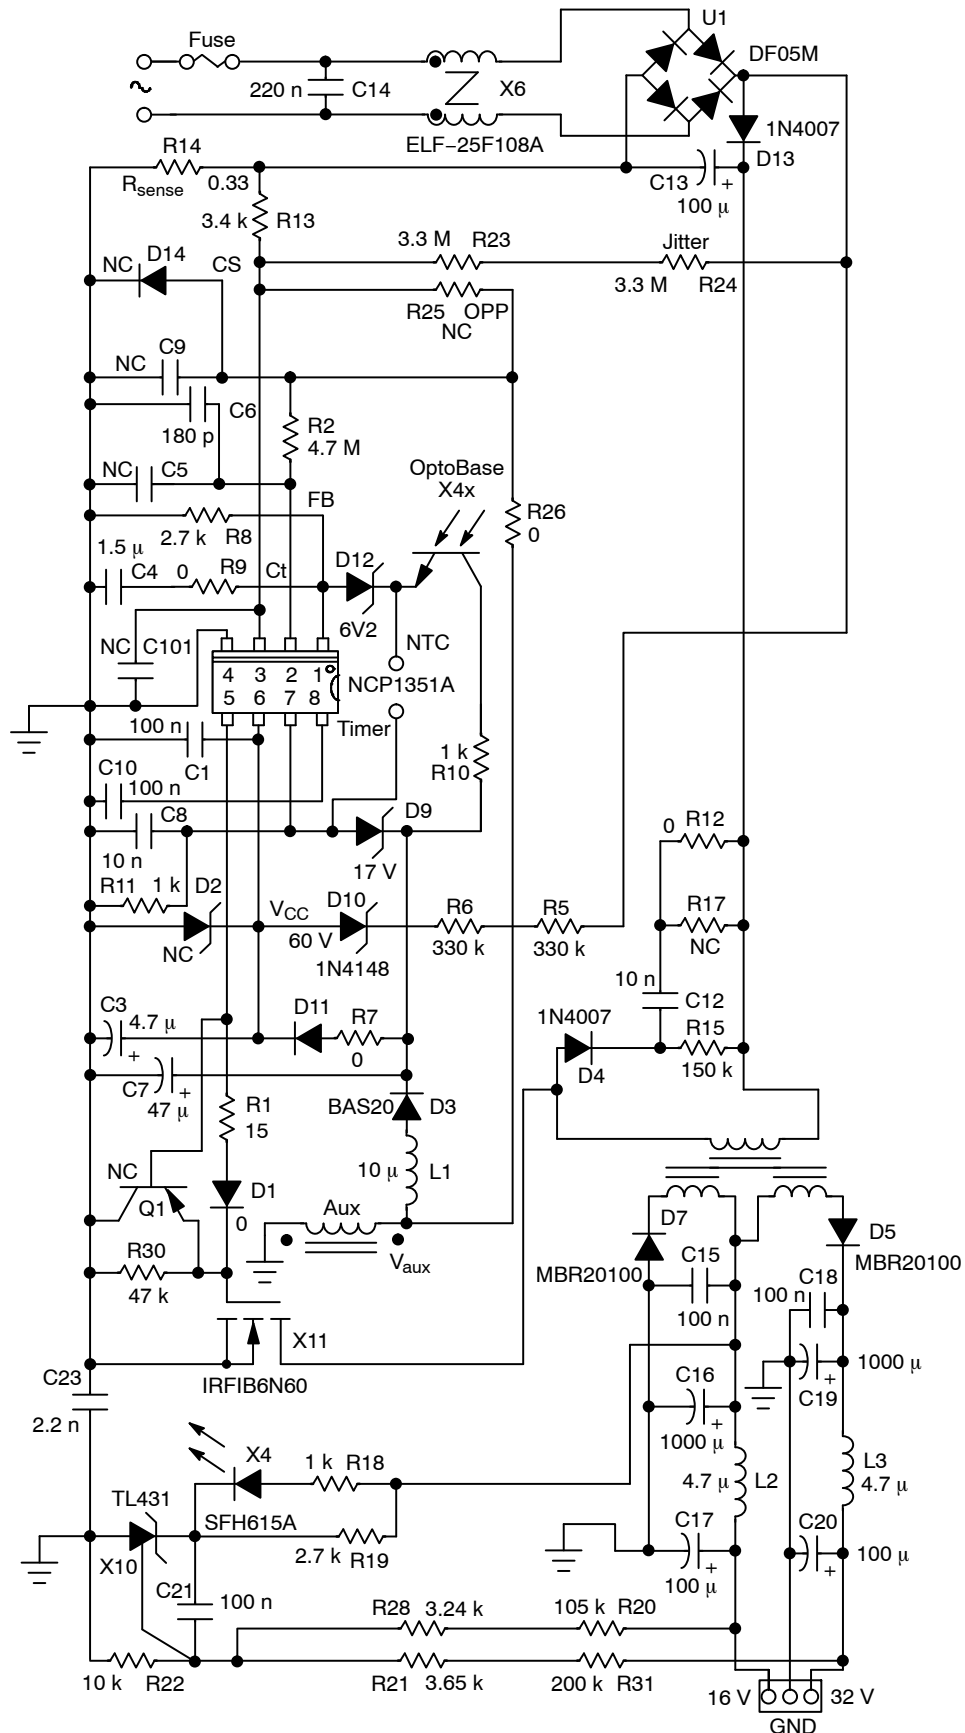 U1
Fuse
DF05M
220 n C14
X6
~
1N4007
ELF−25F108A
R14
D13
Rsense 0.33
C13 +
100 μ
3.4 k R13
3.3 M R23 Jitter
D14
NC CS
3.3 M R24
R25 OPP
NC
C9
NC
C6
R2
180 p
4.7 M
NC C5
OptoBase
X4x
FB
R26
0
2.7 k R8
1.5 μ
D12
C4 0 R9 Ct
6V2
NTC
NC C101
4 3 2 1
NCP1351A
5 6 7 8
100 n Timer
1 k
R10
C1
C10
100 n
C8 D9
0 R12
10 n
17 V
R11 1 k D2
VCC D10 R6 R5
R17
60 V
NC
330 k 330 k
NC
1N4148
10 n
C12
C3
4.7 μ
D11 R7
1N4007
R15
+
0
D4
150 k
C7 +
47 μ
R1
15
BAS20 D3
10 μ L1
NC
Q1
D1
0
Aux
D7
D5
R30
Vaux
C15
MBR20100
MBR20100
47 k
C18
100 n
100 n
X11
1000 μ
C23
IRFIB6N60
C16
+
C19
+
2.2 n
1000 μ
X4
1 k R18
L3
4.7 μ
4.7 μ L2
TL431
SFH615A
C17
C20
X10
2.7 k R19
+
100 μ
+
100 μ
C21
100 n
R28 3.24 k 105 k R20
10 k R22
R21 3.65 k 200 k R31
16 V 32 V
GND